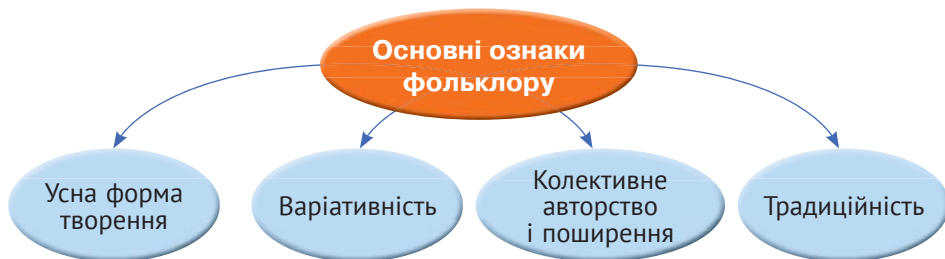 Основні ознаки
фольклору
Усна форма
творення
Варіативність
Колективне
авторство
і поширення
Традиційність